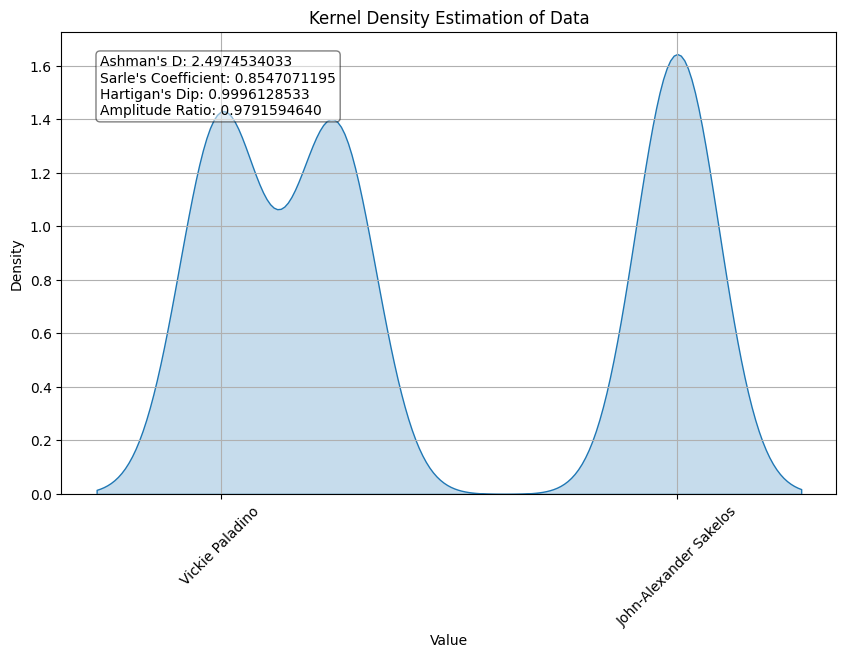 Kernel Density Estimation of Data
Ashman's D: 2.4974534033
Sarle's Coefficient: 0.8547071195
Hartigan's Dip: 0.9996128533
Amplitude Ratio: 0.9791594640
1.6
1.4
1.2
1.0
0.8
0.6
0.4
0.2
0.0
Density
Vickie Paladino
John-Alexander Sakelos
Value